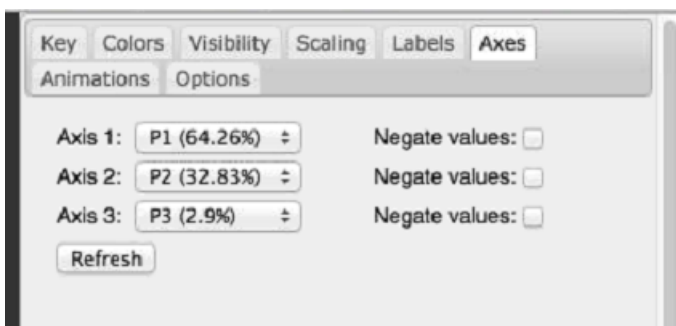 Key Colors Visibility Scaling Labels Axes
Animations Options
Axis 1: P1 (64.26%) Negate values:
Axis 2: P2 (32.83%) Negate values:
Axis 3: P3 (2.9%) Negate values:
Refresh